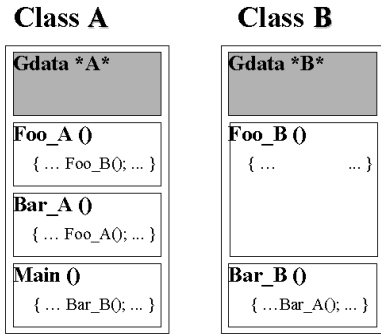 Class A
Gdata *A*
Foo_A ()
{ ... Foo_B(); ... }
Bar_A ()
{ ... Foo_A(); ... }
Main ()
{ ... Bar_B(); ... }
Class B
Gdata *B*
Foo_B ()
{ ... ... }
Bar_B ()
{ ...Bar_A(); ... }